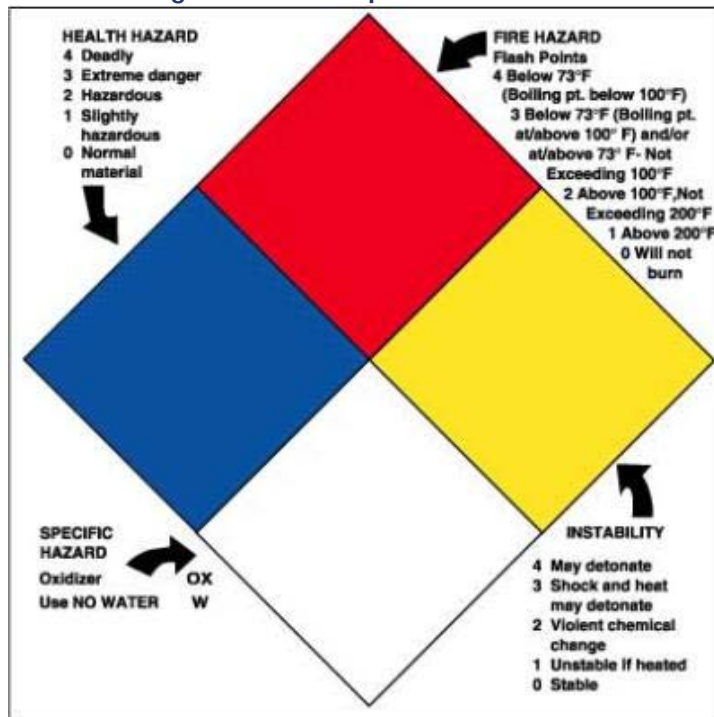 HEALTH HAZARD
4 Deadly
3 Extreme danger
2 Hazardous
1 Slightly
hazardous
0 Normal
material
FIRE HAZARD
Flash Points
4 Below 73°F
(Boiling pt. below 100°F)
3 Below 73°F (Boiling pt.
at/above 100° F) and/or
at/above 73° F- Not
Exceeding 100°F
2 Above 100°F,Not
Exceeding 200°F
1 Above 200°F
0 Will not
burn
SPECIFIC
HAZARD
Oxidizer OX
Use NO WATER W
INSTABILITY
4 May detonate
3 Shock and heat
may detonate
2 Violent chemical
change
1 Unstable if heated
0 Stable